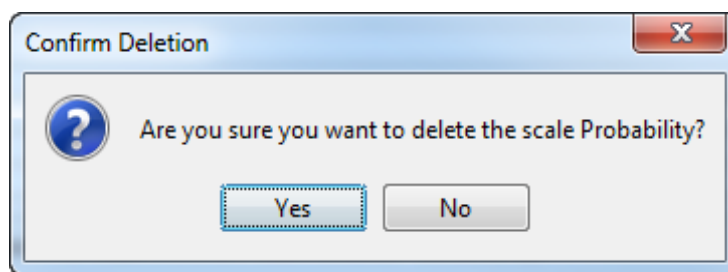 Confirm Deletion
Are you sure you want to delete the scale Probability?
Yes
No